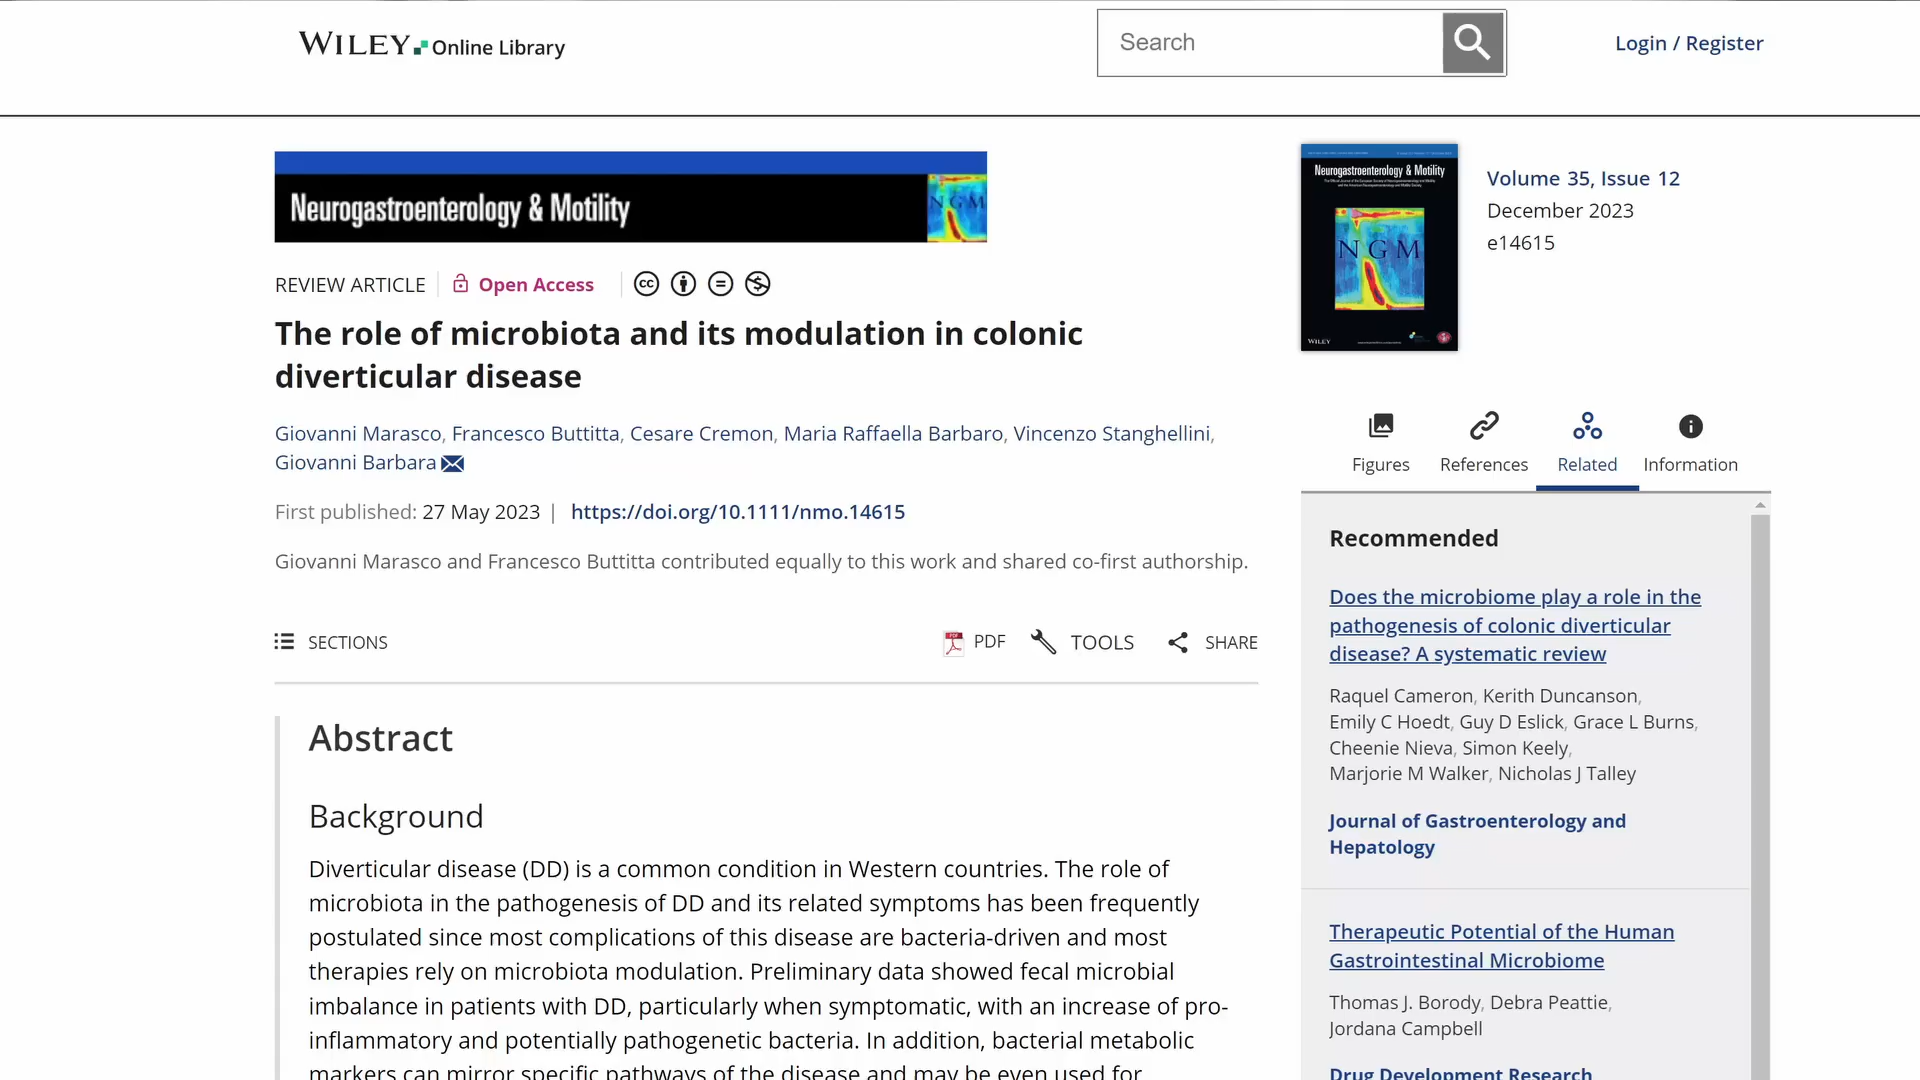 WILEY Online Library
Search
Login / Register
Neurogastroenterology & Motility
NGM
Neurogastroenterology & Motility
NGM
WILEY
Volume 35, Issue 12
December 2023
e14615
REVIEW ARTICLE
Open Access
cc
The role of microbiota and its modulation in colonic
diverticular disease
Giovanni Marasco, Francesco Buttitta, Cesare Cremon, Maria Raffaella Barbaro, Vincenzo Stanghellini,
Giovanni Barbara
First published: 27 May 2023 | https://doi.org/10.1111/nmo.14615
Giovanni Marasco and Francesco Buttitta contributed equally to this work and shared co-first authorship.
SECTIONS
PDF
TOOLS
SHARE
Abstract
Background
Diverticular disease (DD) is a common condition in Western countries. The role of
microbiota in the pathogenesis of DD and its related symptoms has been frequently
postulated since most complications of this disease are bacteria-driven and most
therapies rely on microbiota modulation. Preliminary data showed fecal microbial
imbalance in patients with DD, particularly when symptomatic, with an increase of pro-
inflammatory and potentially pathogenetic bacteria. In addition, bacterial metabolic
markers can mirror specific pathways of the disease and may be even used for
Figures
References
Related
Information
Recommended
Does the microbiome play a role in the
pathogenesis of colonic diverticular
disease? A systematic review
Raquel Cameron, Kerith Duncanson,
Emily C Hoedt, Guy D Eslick, Grace L Burns,
Cheenie Nieva, Simon Keely,
Marjorie M Walker, Nicholas J Talley
Journal of Gastroenterology and
Hepatology
Therapeutic Potential of the Human
Gastrointestinal Microbiome
Thomas J. Borody, Debra Peattie,
Jordana Campbell
Drug Development Research